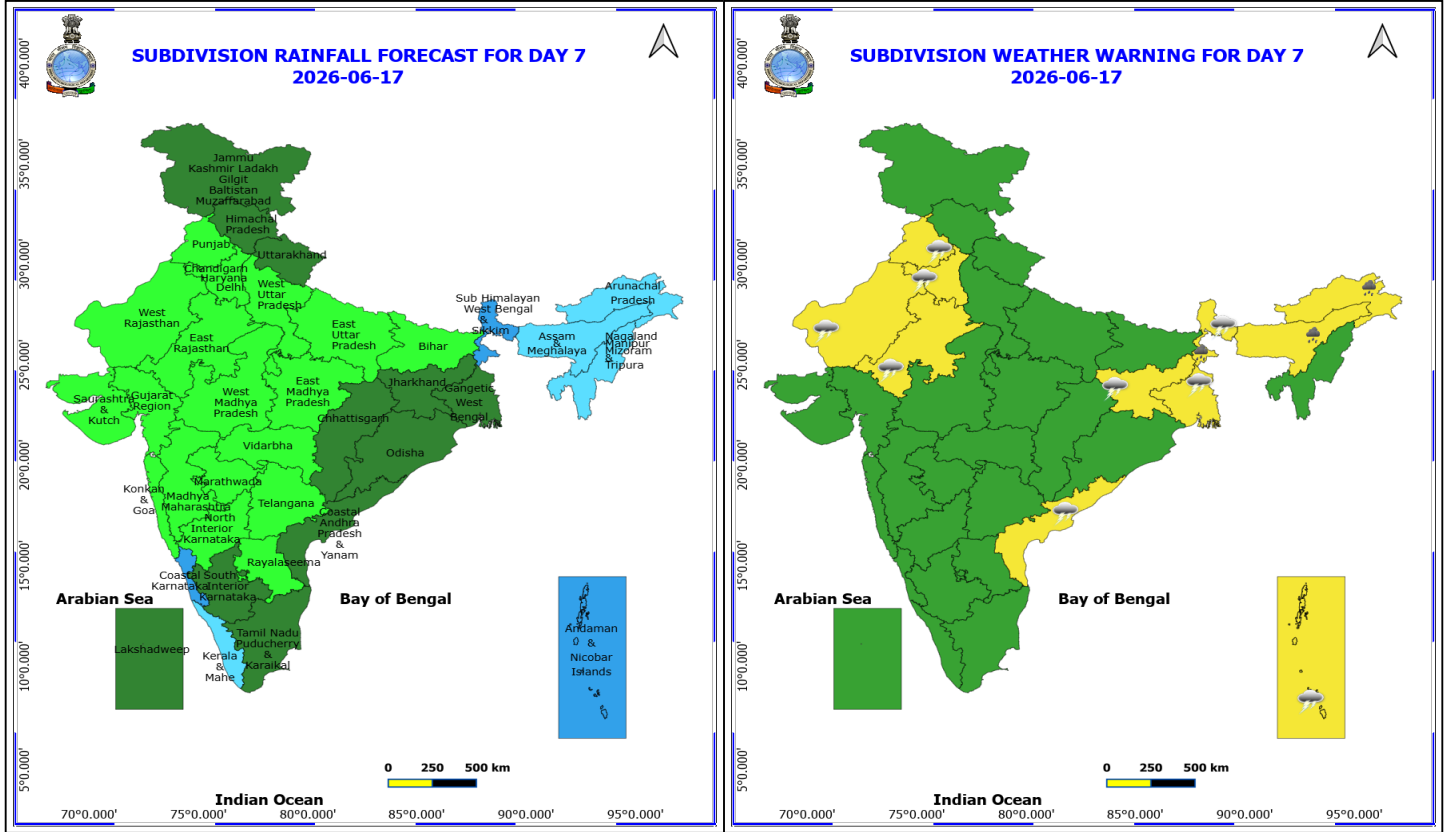 SUBDIVISION RAINFALL FORECAST FOR DAY 7
2026-06-17
40°0.000'
35°0.000'
30°0.000'
25°0.000'
20°0.000'
15°0.000'
10°0.000'
5°0.000'
Jammu
Kashmir Ladakh
Gilgit
Baltistan
Muzaffarabad
Himachal
Pradesh
Punjab
Uttarakhand
Chandigarh
Haryana
Delhi
West
Uttar
Pradesh
Arunachal
Pradesh
Sub Himalayan
West Bengal
&
Sikkim
West
Rajasthan
East
Rajasthan
East
Uttar
Pradesh
Bihar
Assam
&
Meghalaya
Nagaland
Manipur
Mizoram
&
Tripura
Saurashtra
&
Kutch
Gujarat
Region
West
Madhya
Pradesh
East
Madhya
Pradesh
Jharkhand
Gangetic
West
Bengal
Chhattisgarh
Odisha
Vidarbha
Konkan
&
Goa
Marathwada
Madhya
Maharashtra
Telangana
North
Interior
Karnataka
Coastal
Andhra
Pradesh
&
Yanam
Rayalaseema
Coastal
Karnataka
South
Interior
Karnataka
Arabian Sea
Bay of Bengal
Lakshadweep
Kerala
&
Mahe
Tamil Nadu
Puducherry
&
Karaikal
Andaman
&
Nicobar
Islands
0 250 500 km
Indian Ocean
70°0.000' 75°0.000' 80°0.000' 85°0.000' 90°0.000' 95°0.000'
SUBDIVISION WEATHER WARNING FOR DAY 7
2026-06-17
40°0.000'
35°0.000'
30°0.000'
25°0.000'
20°0.000'
15°0.000'
10°0.000'
5°0.000'
Arabian Sea
Bay of Bengal
0 250 500 km
Indian Ocean
70°0.000' 75°0.000' 80°0.000' 85°0.000' 90°0.000' 95°0.000'